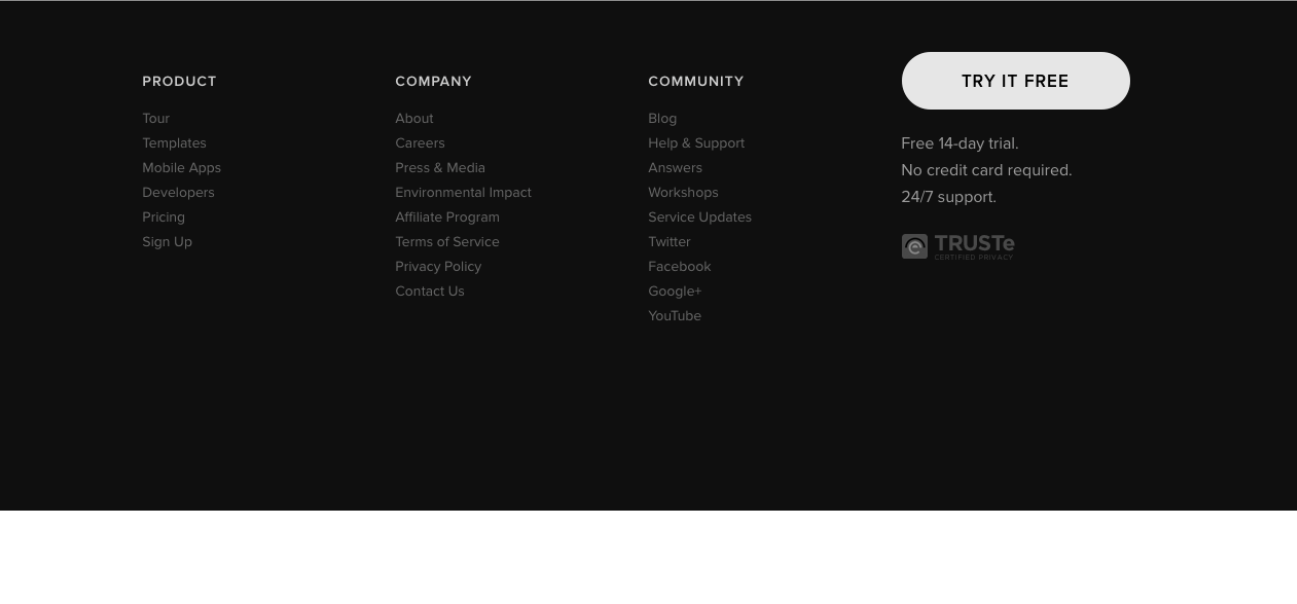 PRODUCT
Tour
Templates
Mobile Apps
Developers
Pricing
Sign Up
COMPANY
About
Careers
Press & Media
Environmental Impact
Affiliate Program
Terms of Service
Privacy Policy
Contact Us
COMMUNITY
Blog
Help & Support
Answers
Workshops
Service Updates
Twitter
Facebook
Google+
YouTube
TRY IT FREE
Free 14-day trial.
No credit card required.
24/7 support.
TRUSTe
CERTIFIED PRIVACY